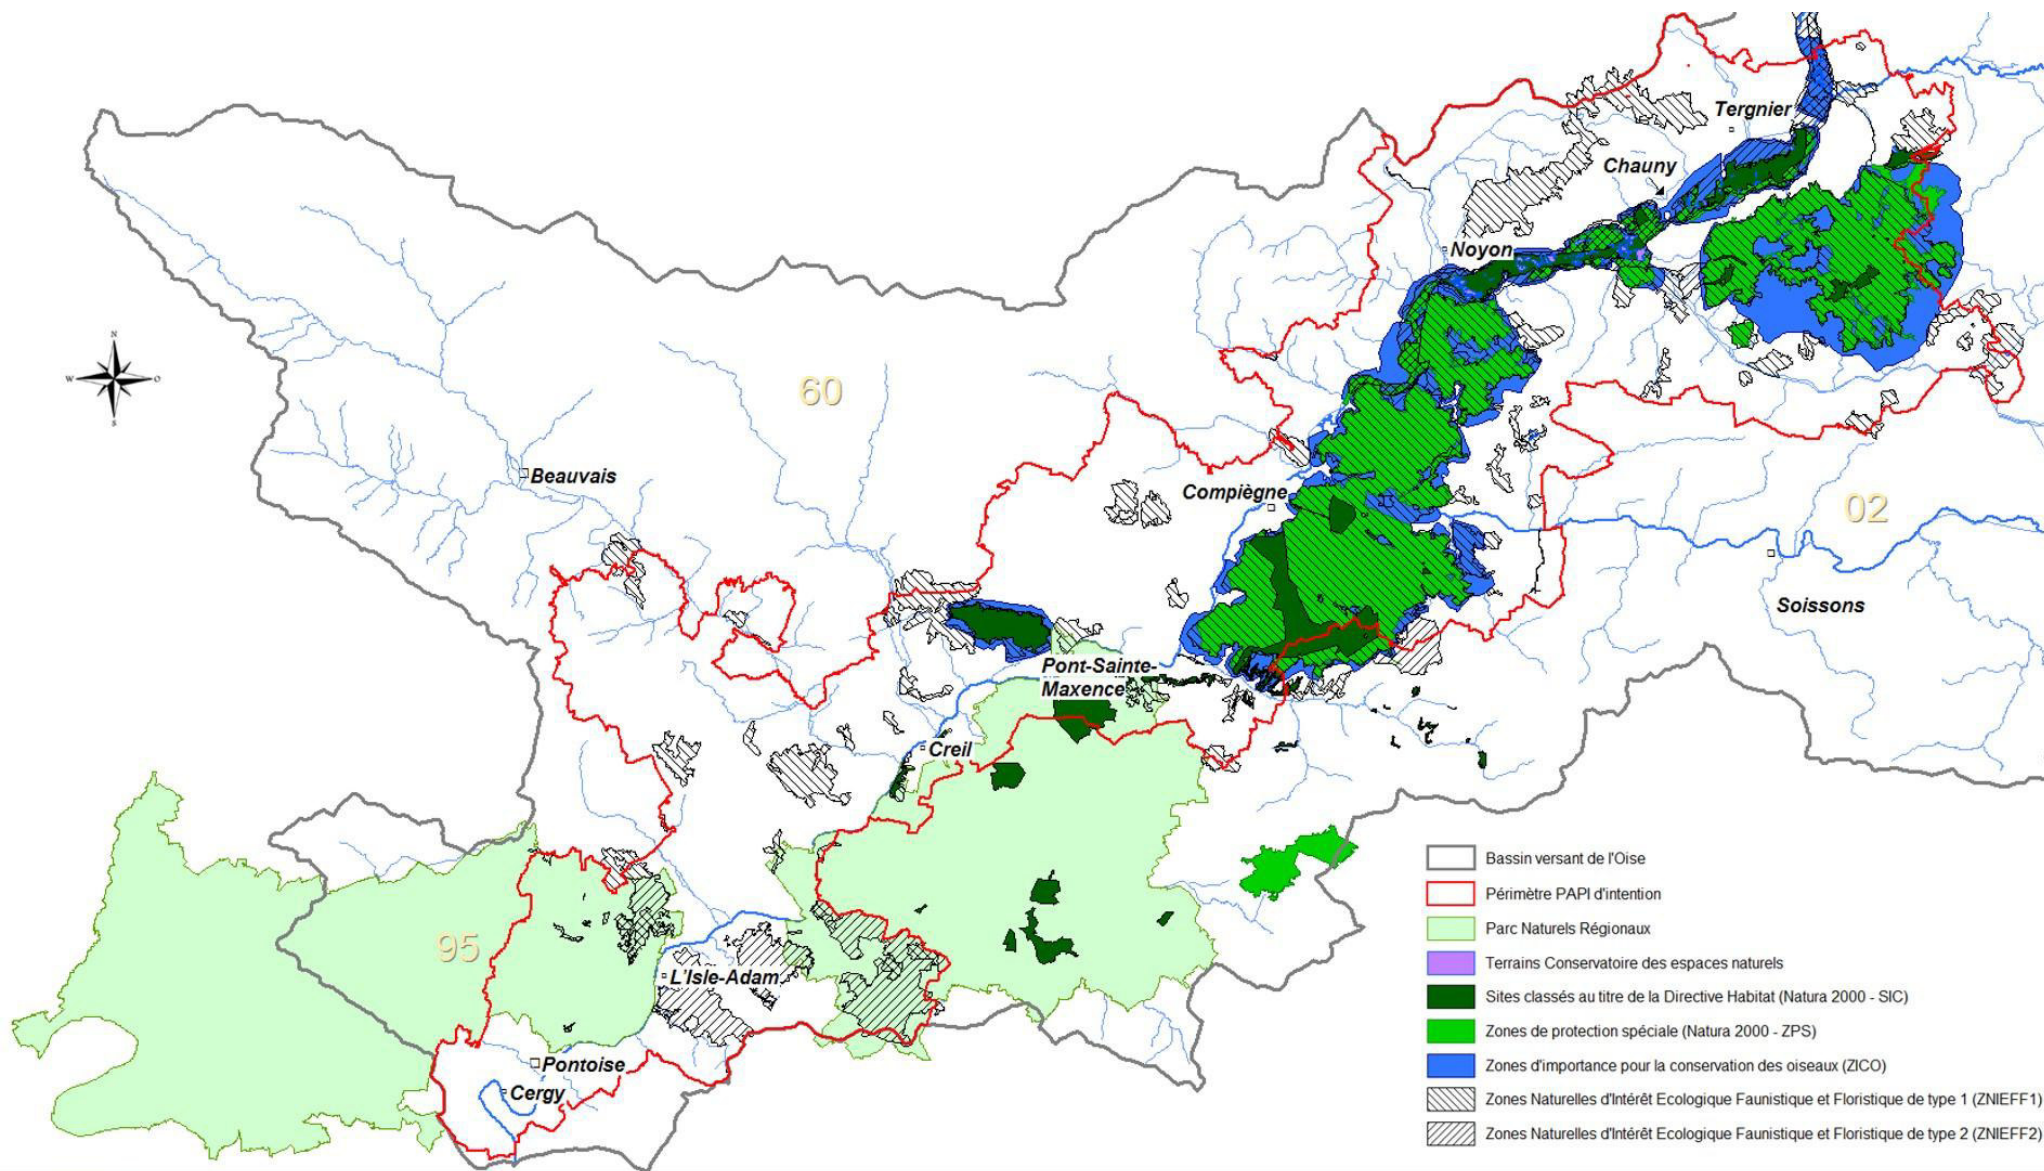 Tergnier
Chauny
Noyon
N
W
O
S
60
Beauvais
Compiègne
02
Soissons
Pont-Sainte-
Maxence
Creil
95
L'Isle-Adam
Pontoise
Cergy
Bassin versant de l'Oise
Périmètre PAPI d'intention
Parc Naturels Régionaux
Terrains Conservatoire des espaces naturels
Sites classés au titre de la Directive Habitat (Natura 2000 - SIC)
Zones de protection spéciale (Natura 2000 - ZPS)
Zones d'importance pour la conservation des oiseaux (ZICO)
Zones Naturelles d'Intérêt Ecologique Faunistique et Floristique de type 1 (ZNIEFF1)
Zones Naturelles d'Intérêt Ecologique Faunistique et Floristique de type 2 (ZNIEFF2)